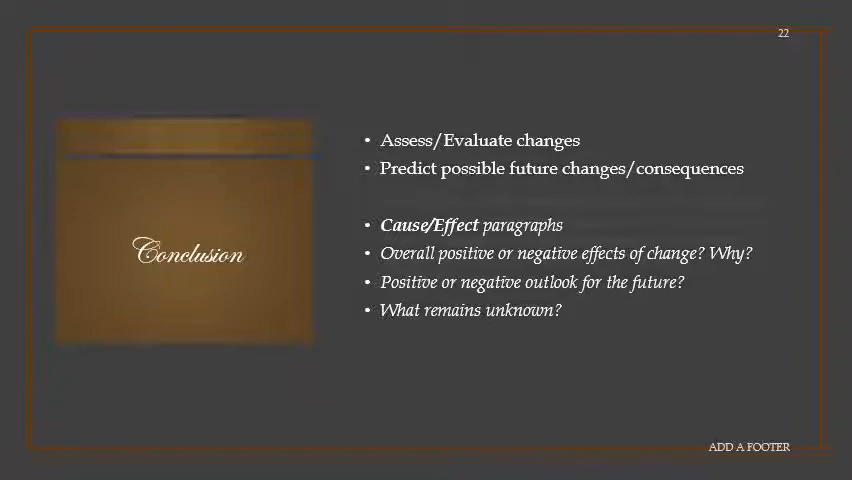 22
Conclusion
• Assess/Evaluate changes
• Predict possible future changes/consequences
• Cause/Effect paragraphs
• Overall positive or negative effects of change? Why?
• Positive or negative outlook for the future?
• What remains unknown?
ADD A FOOTER